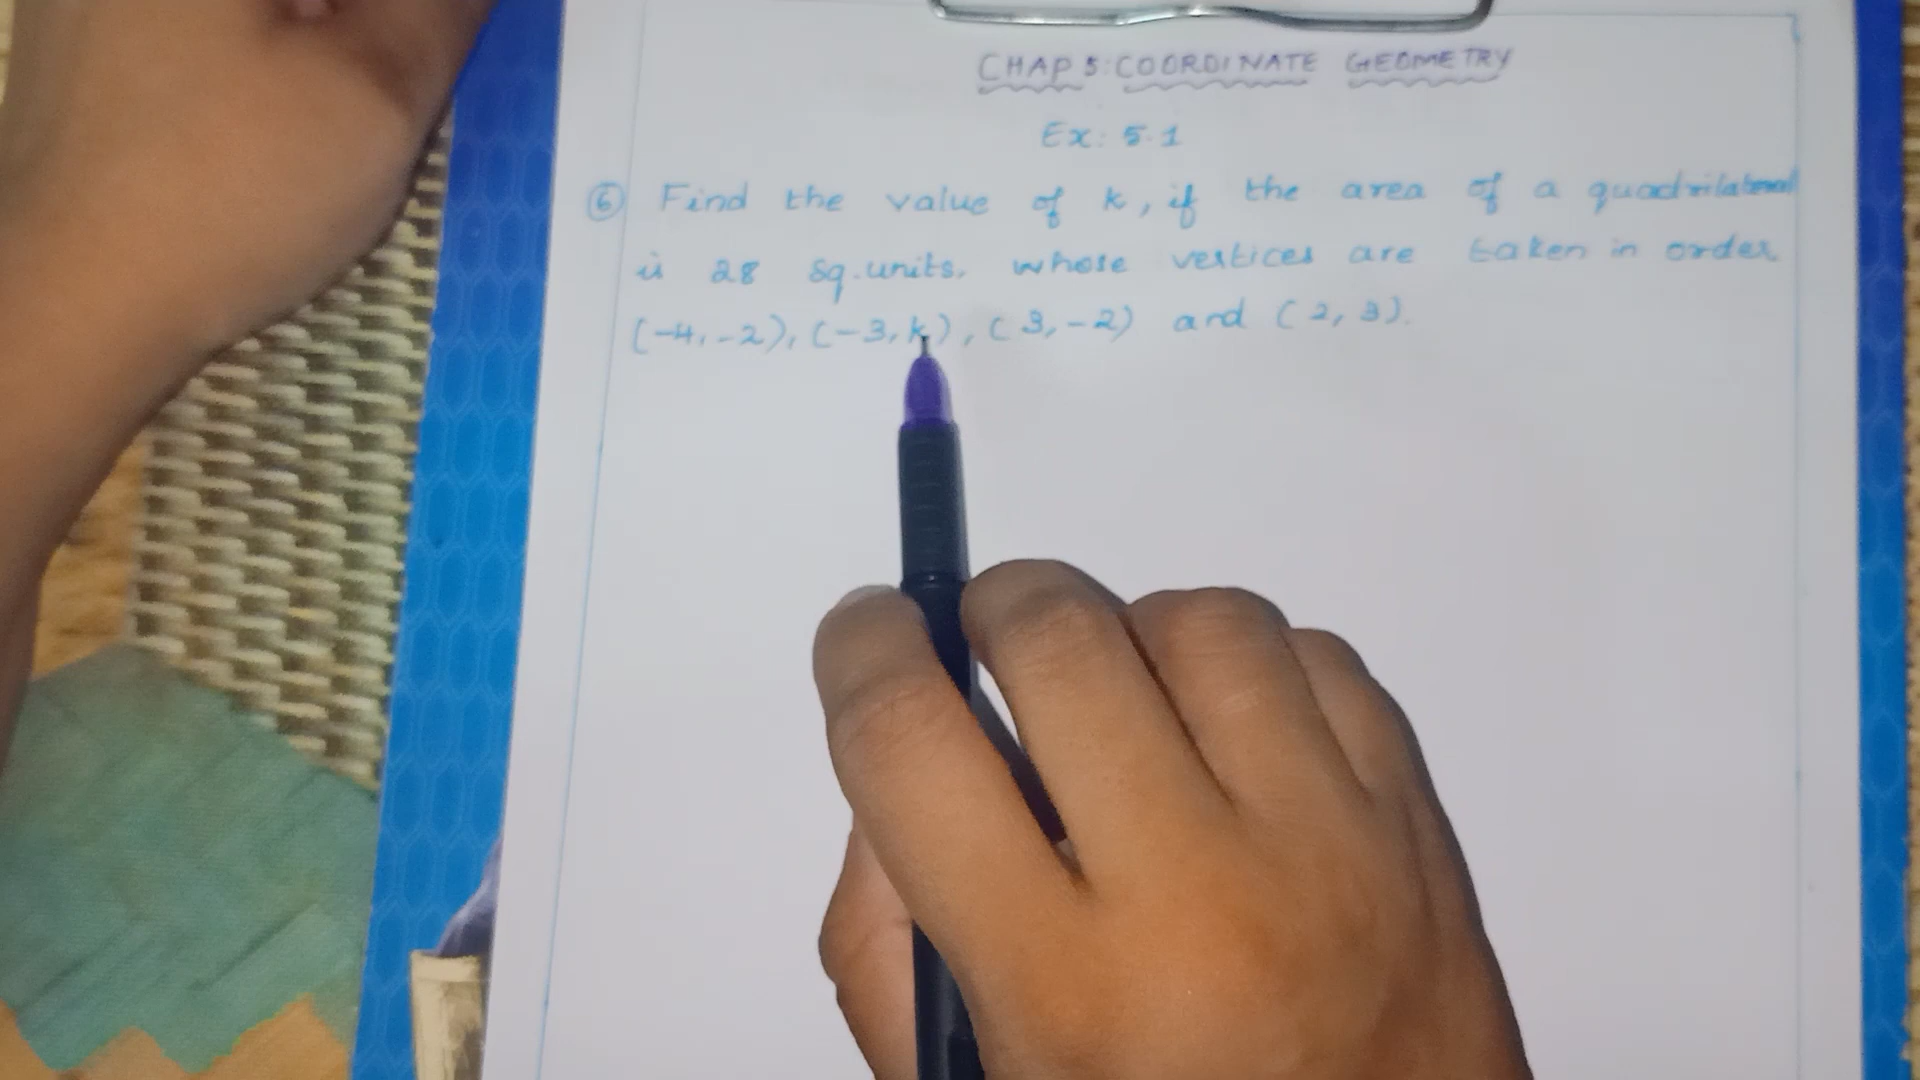 CHAP 5: COORDINATE GEOMETRY
Ex: 5.1
6 Find the value of k, if the area of a quadrilateral
is 28 sq.units, whose vertices are taken in order
(-4,-2), (-3,k), (3,-2) and (2,3).